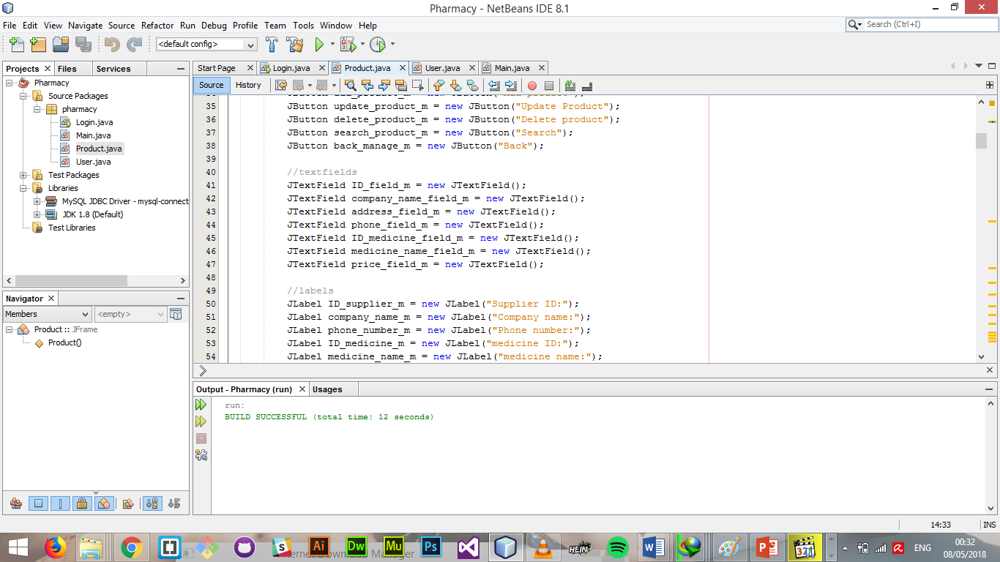 Pharmacy - NetBeans IDE 8.1
File Edit View Navigate Source Refactor Run Debug Profile Team Tools Window Help
Search (Ctrl+I)
<default config>
Projects Files Services
Pharmacy
Source Packages
pharmacy
Login.java
Main.java
Product.java
User.java
Test Packages
Libraries
MySQL JDBC Driver - mysql-connect
JDK 1.8 (Default)
Test Libraries
Navigator
Members <empty>
Product :: JFrame
Product()
Start Page Login.java Product.java User.java Main.java
Source History
35 JButton update_product_m = new JButton("Update Product");
36 JButton delete_product_m = new JButton("Delete product");
37 JButton search_product_m = new JButton("Search");
38 JButton back_manage_m = new JButton("Back");
39
40 //textfields
41 JTextField ID_field_m = new JTextField();
42 JTextField company_name_field_m = new JTextField();
43 JTextField address_field_m = new JTextField();
44 JTextField phone_field_m = new JTextField();
45 JTextField ID_medicine_field_m = new JTextField();
46 JTextField medicine_name_field_m = new JTextField();
47 JTextField price_field_m = new JTextField();
48
49 //labels
50 JLabel ID_supplier_m = new JLabel("Supplier ID:");
51 JLabel company_name_m = new JLabel("Company name:");
52 JLabel phone_number_m = new JLabel("Phone number:");
53 JLabel ID_medicine_m = new JLabel("medicine ID:");
54 JLabel medicine_name_m = new JLabel("medicine name:");
Output - Pharmacy (run) Usages
run:
BUILD SUCCESSFUL (total time: 12 seconds)
14:33 INS
Internet Download Manager
Ai Dw Mu Ps
HEIN
321
ENG
00:32
08/05/2018